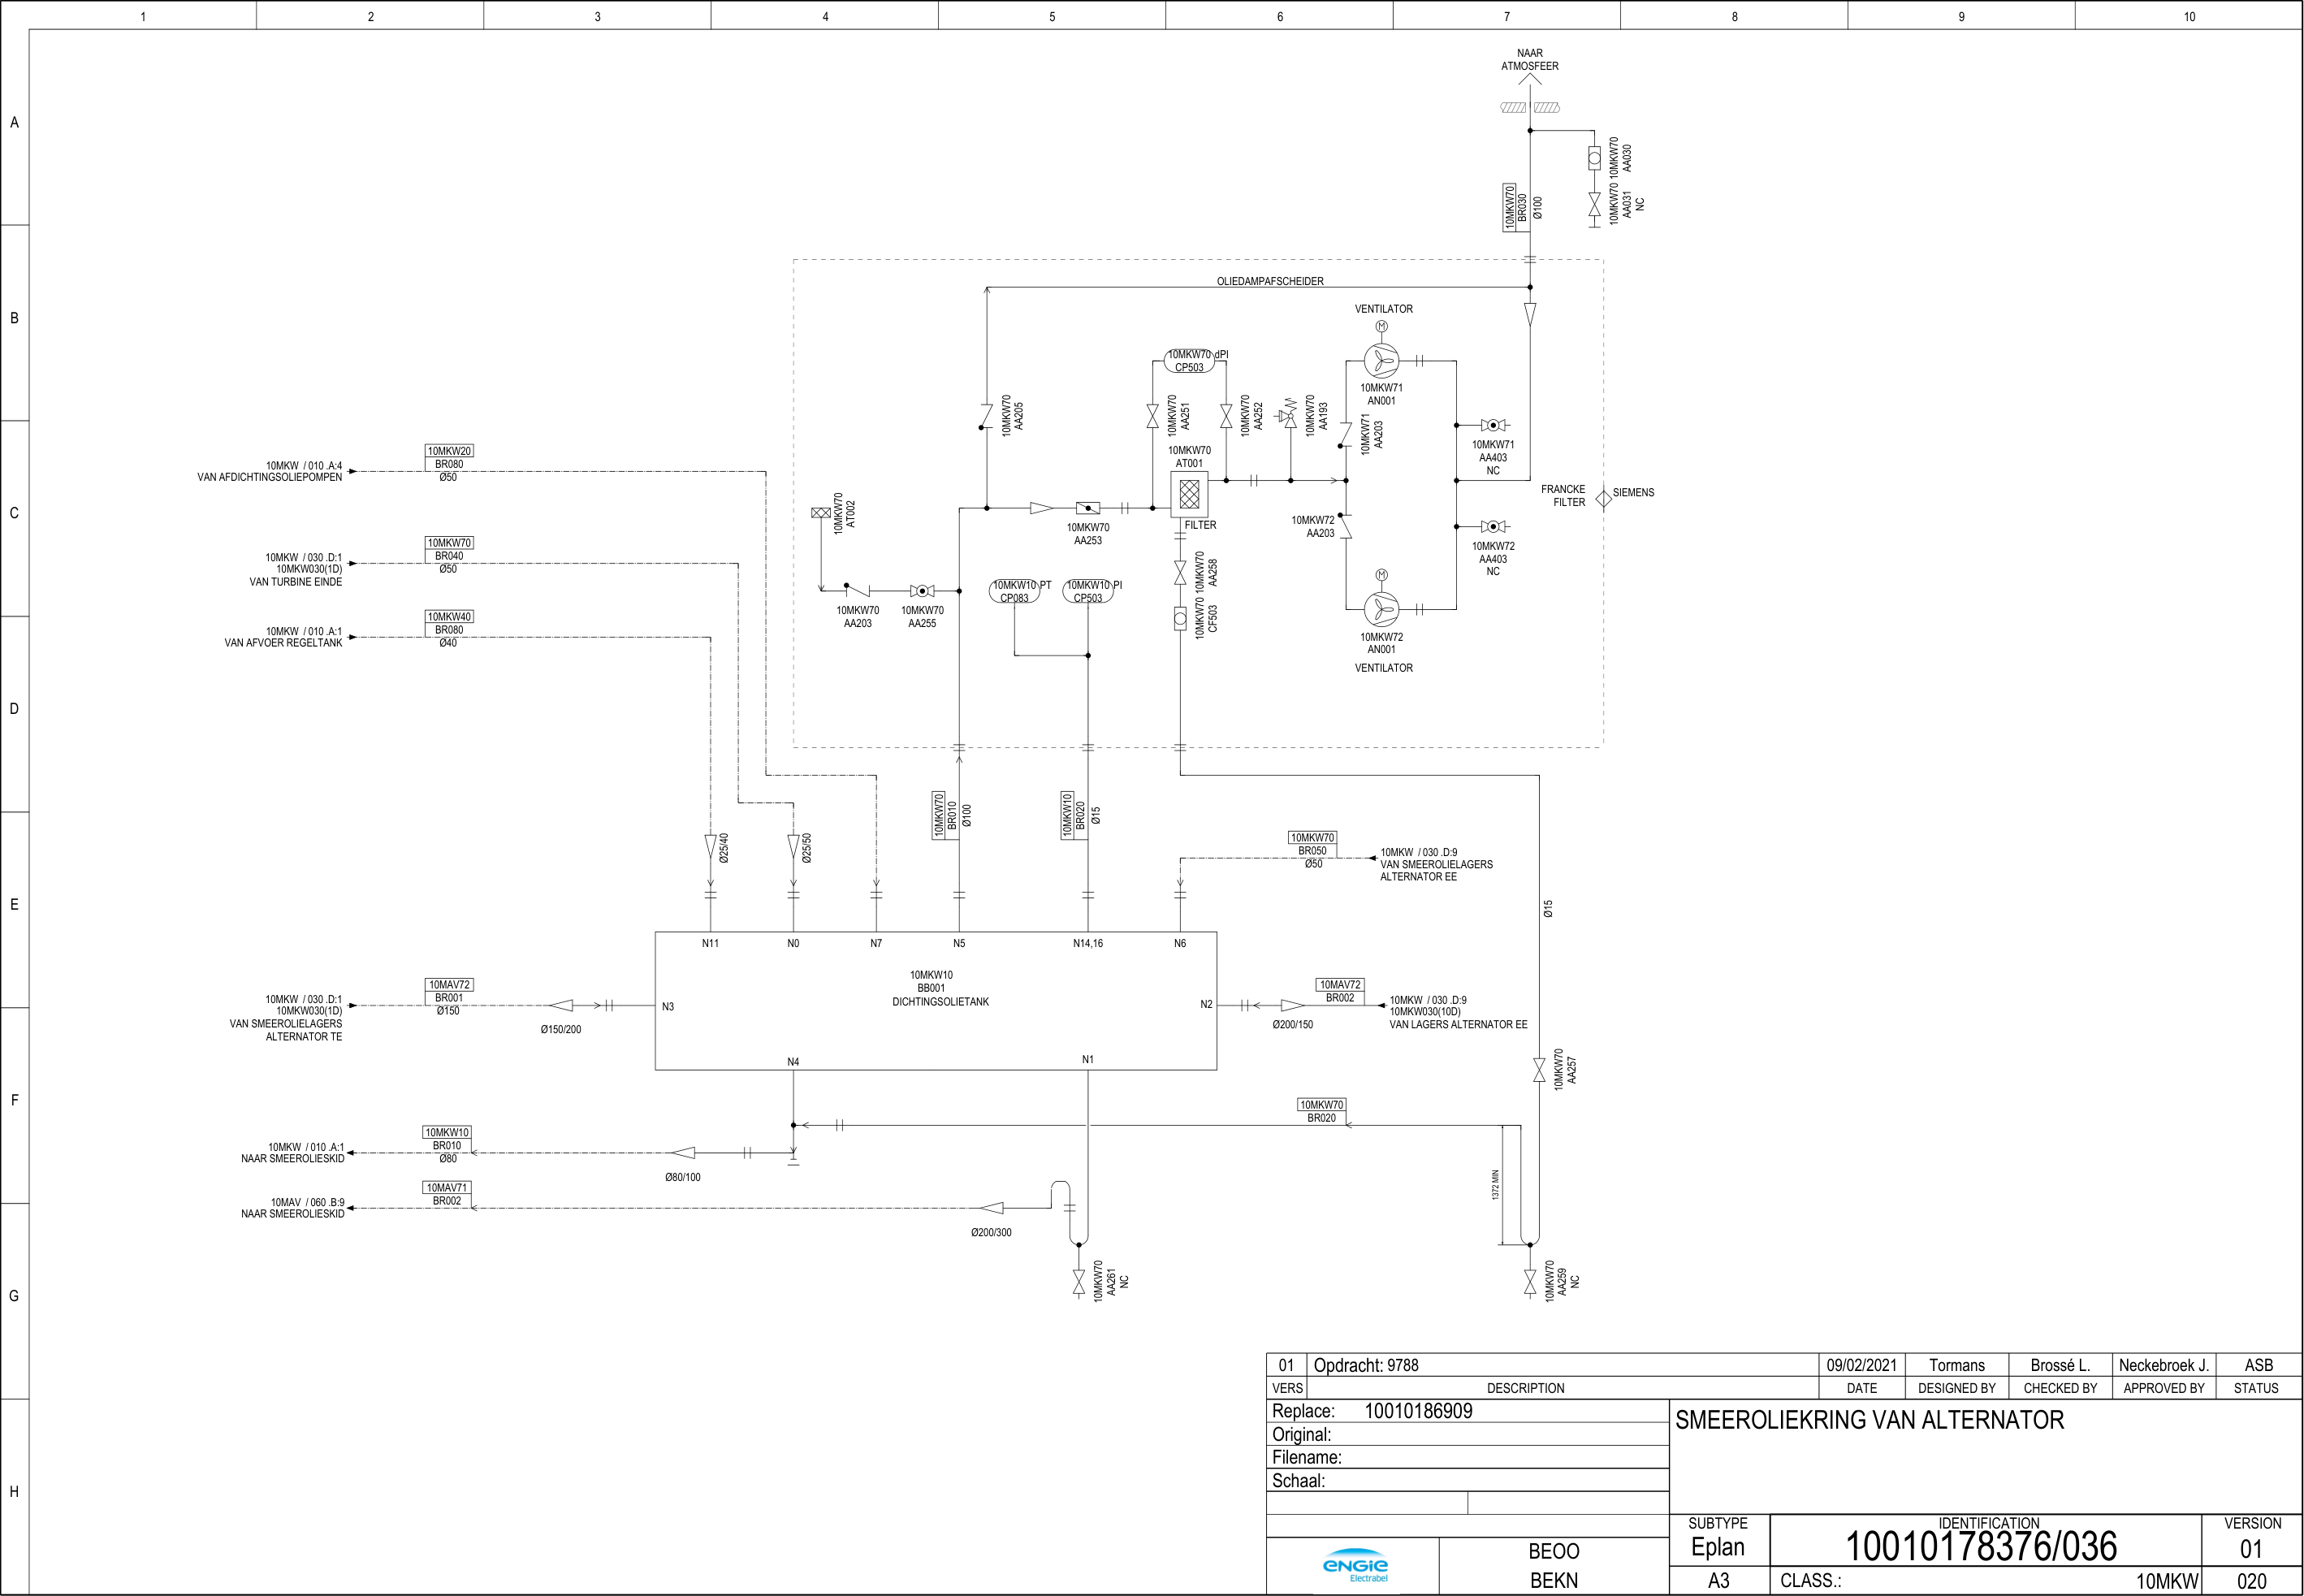 1 2 3 4 5 6 7 8 9 10
A
B
C
D
E
F
G
H
NAAR
ATMOSFEER
10MKW70
AA030
10MKW70
AA031
NC
10MKW70
BR030
Ø100
OLIEDAMPAFSCHEIDER
VENTILATOR
M
10MKW71
AN001
10MKW70 dPI
CP503
10MKW70
AA205
10MKW70
AA251
10MKW70
AA252
10MKW70
AA193
10MKW71
AA203
10MKW71
AA403
NC
10MKW70
AT001
FILTER
10MKW70
AT002
10MKW70
AA253
10MKW72
AA203
FRANCKE
FILTER
SIEMENS
10MKW72
AA403
NC
10MKW70
AA258
10MKW70
CF503
10MKW70
AA203
10MKW70
AA255
10MKW10 PT
CP083
10MKW10 PI
CP503
M
10MKW72
AN001
VENTILATOR
10MKW / 010 .A:4
VAN AFDICHTINGSOLIEPOMPEN
10MKW20
BR080
Ø50
10MKW / 030 .D:1
10MKW030(1D)
VAN TURBINE EINDE
10MKW70
BR040
Ø50
10MKW / 010 .A:1
VAN AFVOER REGELTANK
10MKW40
BR080
Ø40
Ø25/40
Ø25/50
10MKW70
BR010
Ø100
10MKW10
BR020
Ø15
10MKW70
BR050
Ø50
10MKW / 030 .D:9
VAN SMEEROLIELAGERS
ALTERNATOR EE
Ø15
N11 N0 N7 N5 N14,16 N6
10MKW10
BB001
DICHTINGSOLIETANK
N3
N2
N4
N1
10MKW / 030 .D:1
10MKW030(1D)
VAN SMEEROLIELAGERS
ALTERNATOR TE
10MAV72
BR001
Ø150
Ø150/200
Ø200/150
10MAV72
BR002
10MKW / 030 .D:9
10MKW030(10D)
VAN LAGERS ALTERNATOR EE
10MKW70
AA257
10MKW70
BR020
10MKW / 010 .A:1
NAAR SMEEROLIESKID
10MKW10
BR010
Ø80
Ø80/100
1372 MIN
10MAV / 060 .B:9
NAAR SMEEROLIESKID
10MAV71
BR002
Ø200/300
10MKW70
AA261
NC
10MKW70
AA259
NC
01 Opdracht: 9788 09/02/2021 Tormans Brossé L. Neckebroek J. ASB
VERS DESCRIPTION DATE DESIGNED BY CHECKED BY APPROVED BY STATUS
Replace: 10010186909
Original:
Filename:
Schaal:
SMEEROLIEKRING VAN ALTERNATOR
SUBTYPE IDENTIFICATION VERSION
Eplan 10010178376/036 01
ENGIE
Electrabel
BEOO
BEKN
A3 CLASS.: 10MKW 020